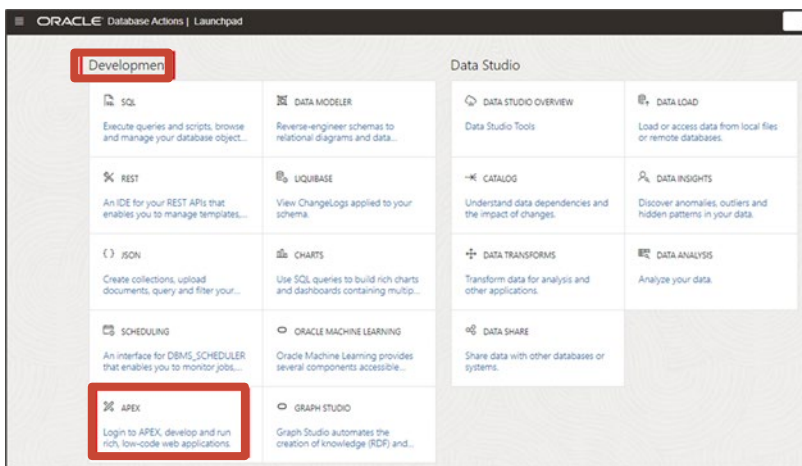 ORACLE Database Actions | Launchpad
Development
Data Studio
SQL
Execute queries and scripts, browse
and manage your database object...
DATA MODELER
Reverse-engineer schemas to
relational diagrams and data...
DATA STUDIO OVERVIEW
Data Studio Tools
DATA LOAD
Load or access data from local files
or remote databases.
REST
An IDE for your REST APIs that
enables you to manage templates,...
LIQUIBASE
View ChangeLogs applied to your
schema.
CATALOG
Understand data dependencies and
the impact of changes.
DATA INSIGHTS
Discover anomalies, outliers and
hidden patterns in your data.
JSON
Create collections, upload
documents, query and filter your...
CHARTS
Use SQL queries to build rich charts
and dashboards containing multip...
DATA TRANSFORMS
Transform data for analysis and
other applications.
DATA ANALYSIS
Analyze your data.
SCHEDULING
An interface for DBMS_SCHEDULER
that enables you to monitor jobs,...
ORACLE MACHINE LEARNING
Oracle Machine Learning provides
several components accessible...
DATA SHARE
Share data with other databases or
systems.
APEX
Login to APEX, develop and run
rich, low-code web applications.
GRAPH STUDIO
Graph Studio automates the
creation of knowledge (RDF) and...